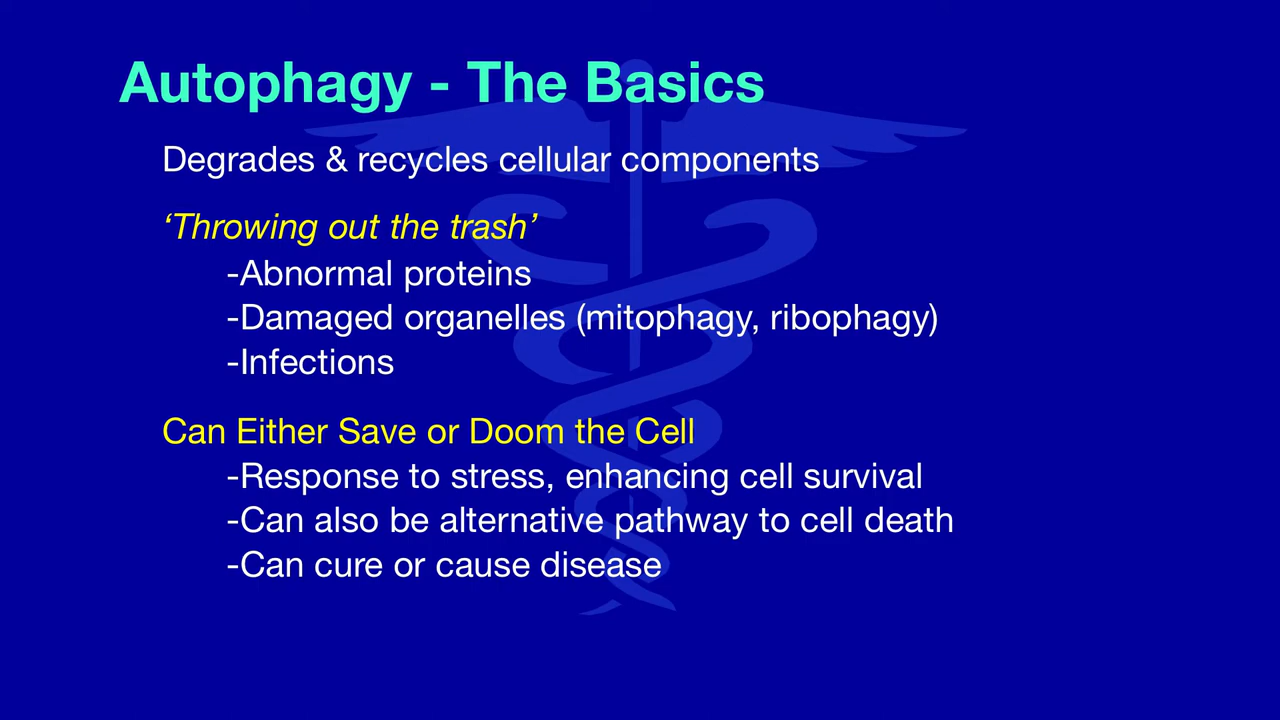 Autophagy - The Basics
Degrades & recycles cellular components
‘Throwing out the trash’
-Abnormal proteins
-Damaged organelles (mitophagy, ribophagy)
-Infections
Can Either Save or Doom the Cell
-Response to stress, enhancing cell survival
-Can also be alternative pathway to cell death
-Can cure or cause disease